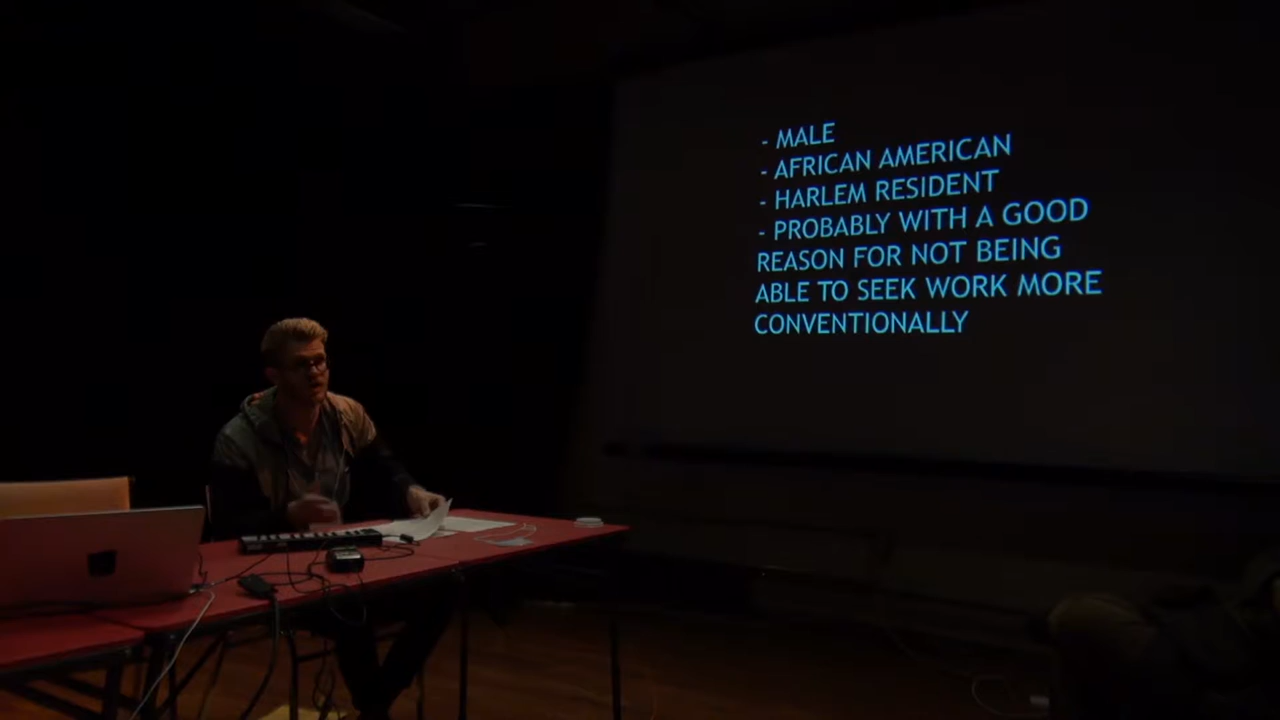 - MALE
- AFRICAN AMERICAN
- HARLEM RESIDENT
- PROBABLY WITH A GOOD
REASON FOR NOT BEING
ABLE TO SEEK WORK MORE
CONVENTIONALLY